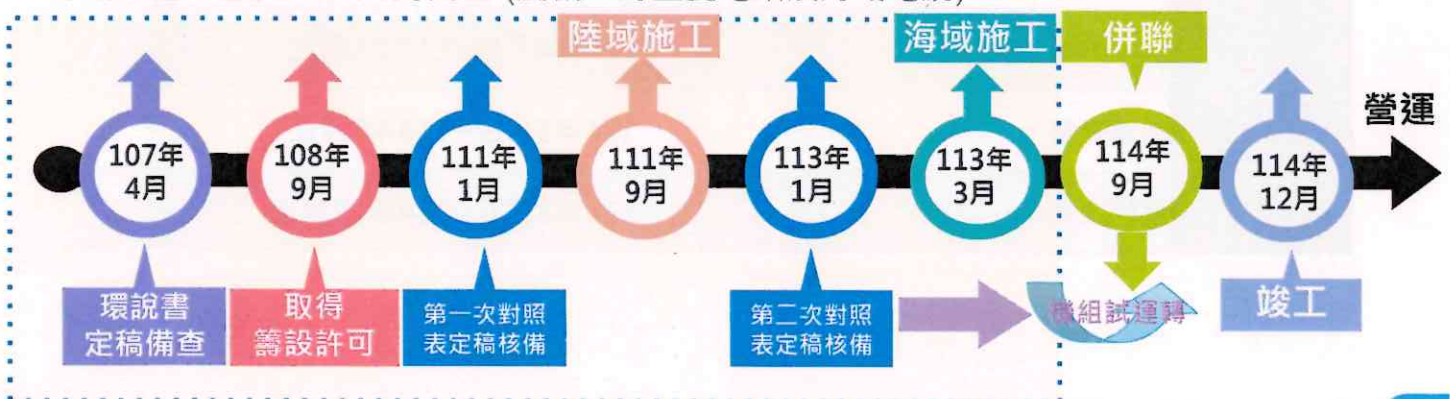 陸域施工
海域施工
併聯
營運
107年
4月
108年
9月
111年
1月
111年
9月
113年
1月
113年
3月
114年
9月
114年
12月
環說書
定稿備查
取得
籌設許可
第一次對照
表定稿核備
第二次對照
表定稿核備
機組試運轉
竣工